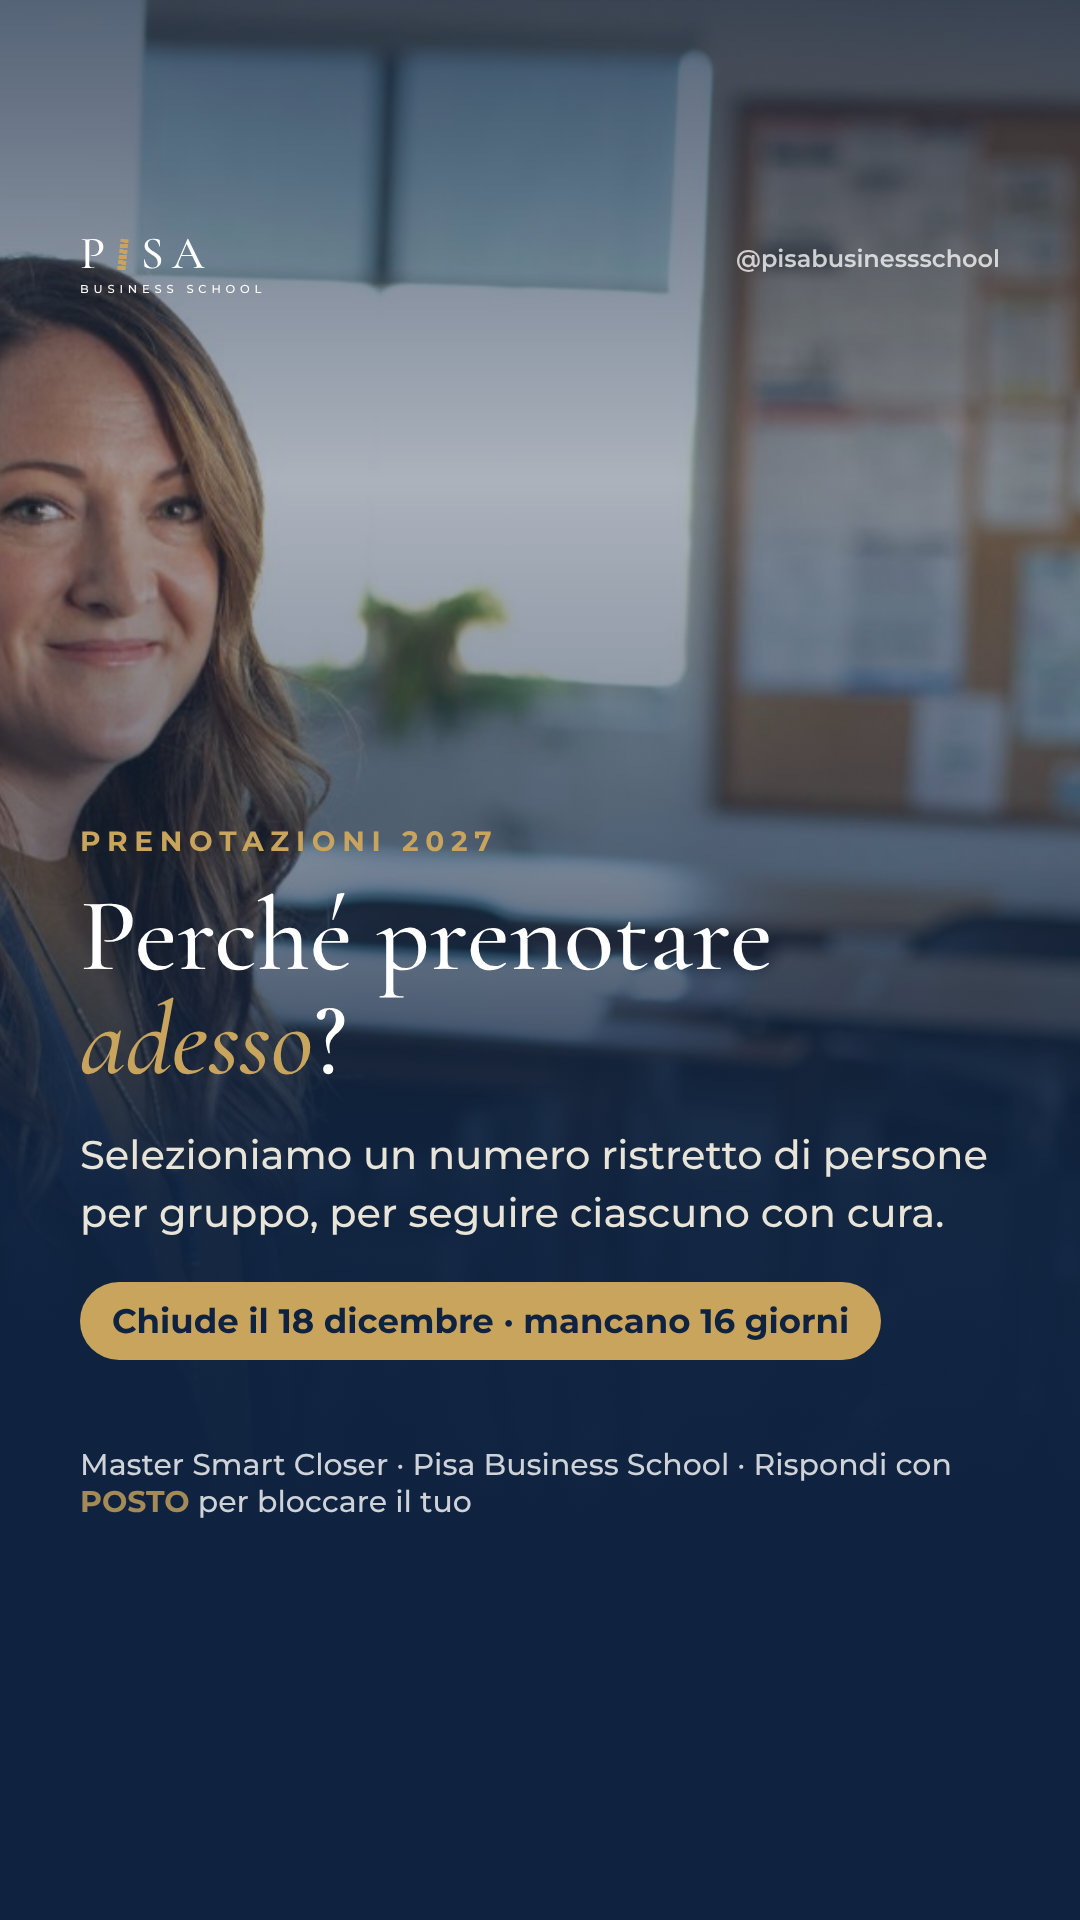 PISA
BUSINESS SCHOOL
@pisabusinessschool
PRENOTAZIONI 2027
Perché prenotare
adesso?
Selezioniamo un numero ristretto di persone
per gruppo, per seguire ciascuno con cura.
Chiude il 18 dicembre · mancano 16 giorni
Master Smart Closer · Pisa Business School · Rispondi con
POSTO per bloccare il tuo